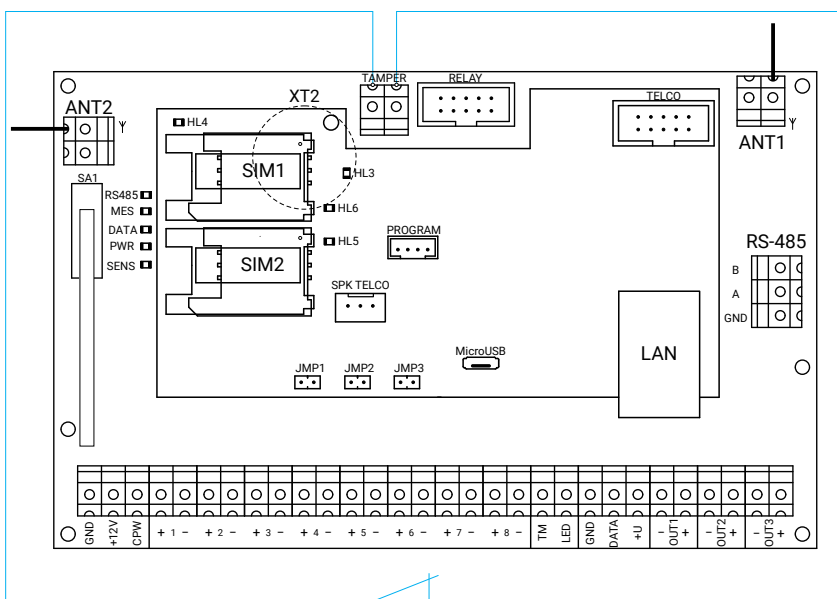 TAMPER
RELAY
XT2
TELCO
ANT2
HL4
ANT1
SIM1
HL3
SA1
RS485
MES
HL6
DATA
PWR
SENS
HL5
PROGRAM
SIM2
RS-485
B
A
GND
SPK TELCO
MicroUSB
LAN
JMP1 JMP2 JMP3
GND +12V CPW + 1 − + 2 − + 3 − + 4 − + 5 − + 6 − + 7 − + 8 − TM LED GND DATA +U − OUT1 + − OUT2 + − OUT3 +